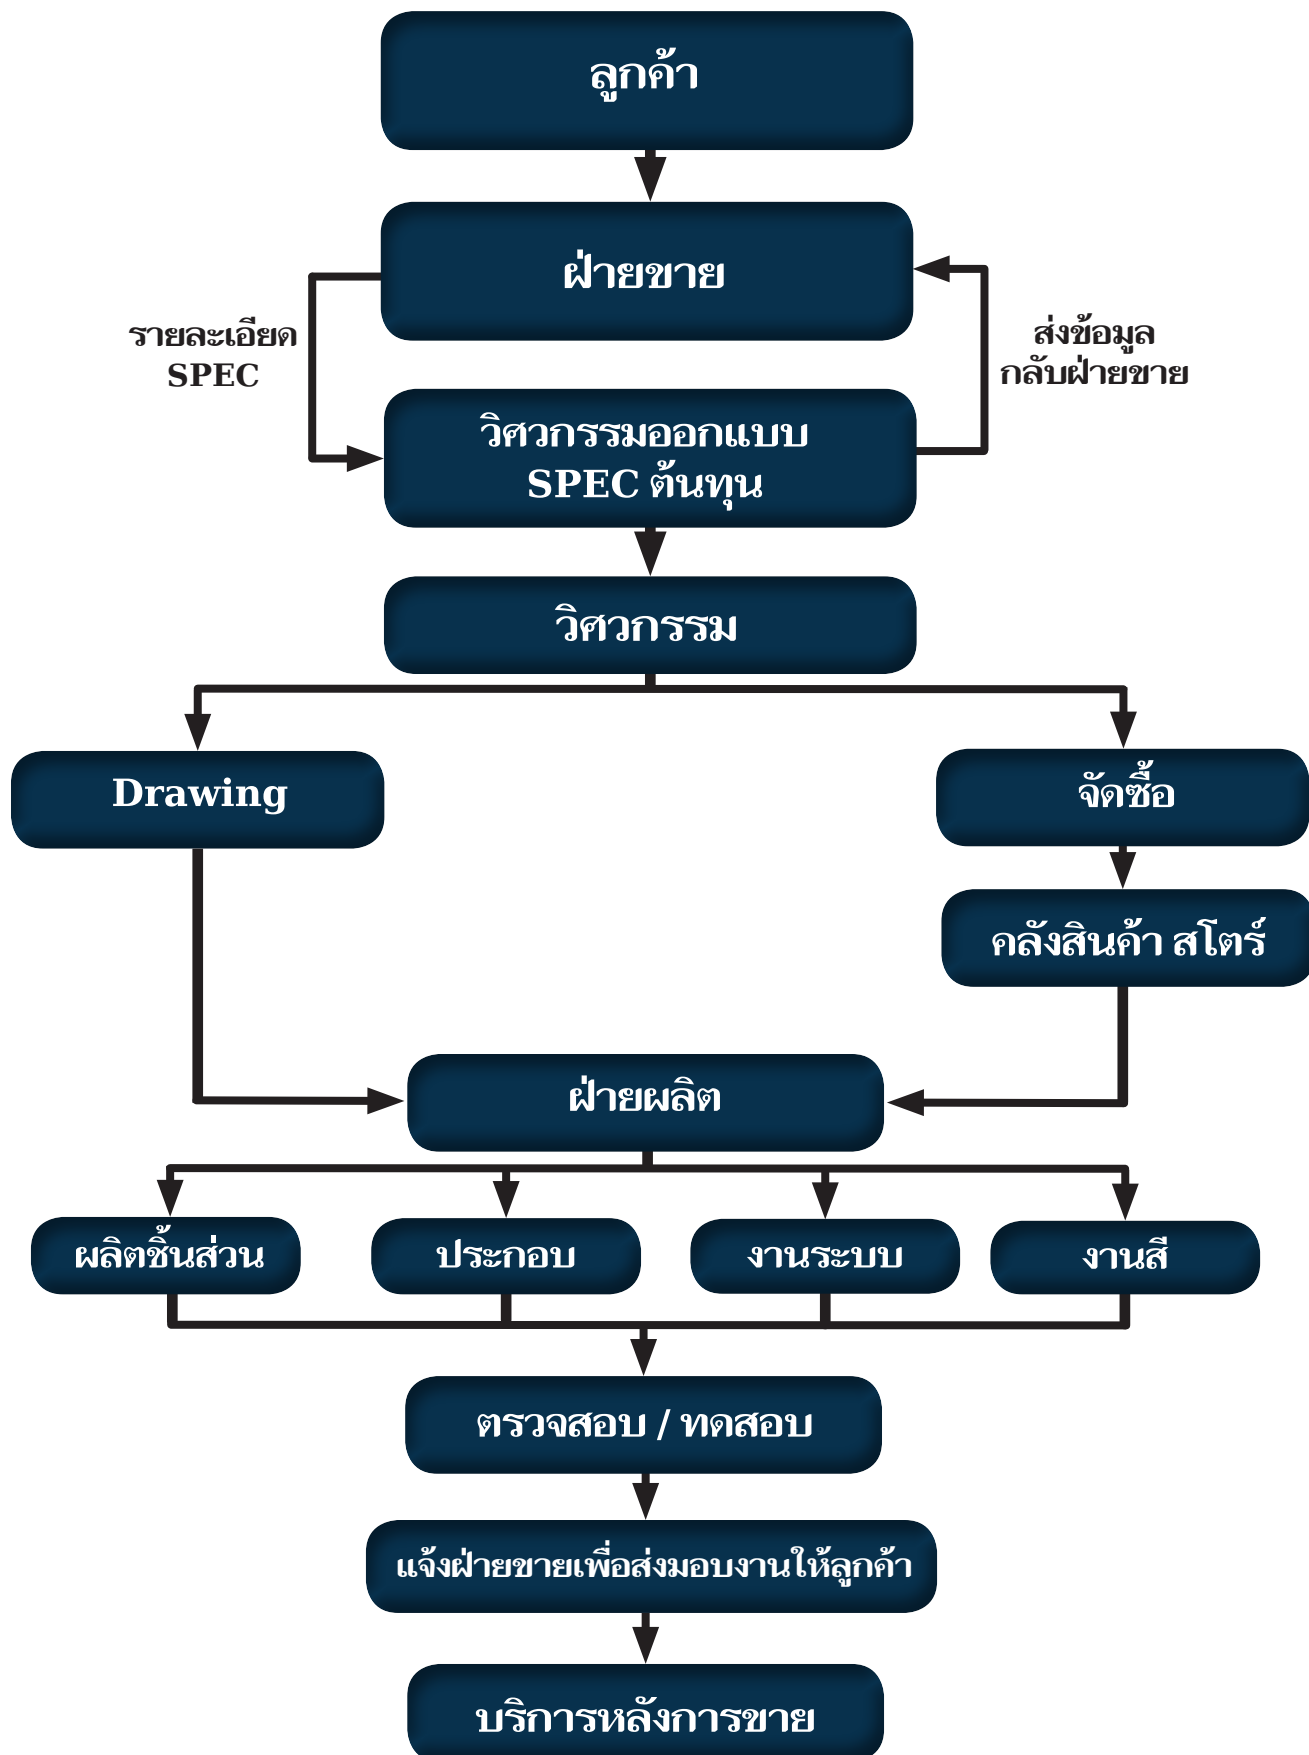 ลูกค้า
ฝ่ายขาย
รายละเอียด
SPEC
ส่งข้อมูล
กลับฝ่ายขาย
วิศวกรรมออกแบบ
SPEC ต้นทุน
วิศวกรรม
Drawing
จัดซื้อ
คลังสินค้า สโตร์
ฝ่ายผลิต
ผลิตชิ้นส่วน
ประกอบ
งานระบบ
งานสี
ตรวจสอบ / ทดสอบ
แจ้งฝ่ายขายเพื่อส่งมอบงานให้ลูกค้า
บริการหลังการขาย